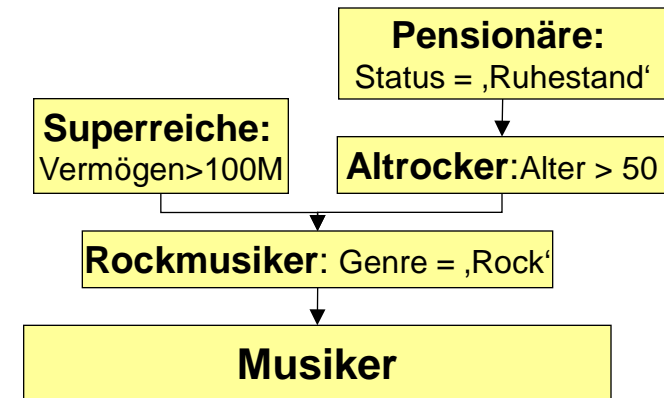 Pensionäre:
Status = ‚Ruhestand‘
Superreiche:
Vermögen>100M
Altrocker:Alter > 50
Rockmusiker: Genre = ‚Rock‘
Musiker